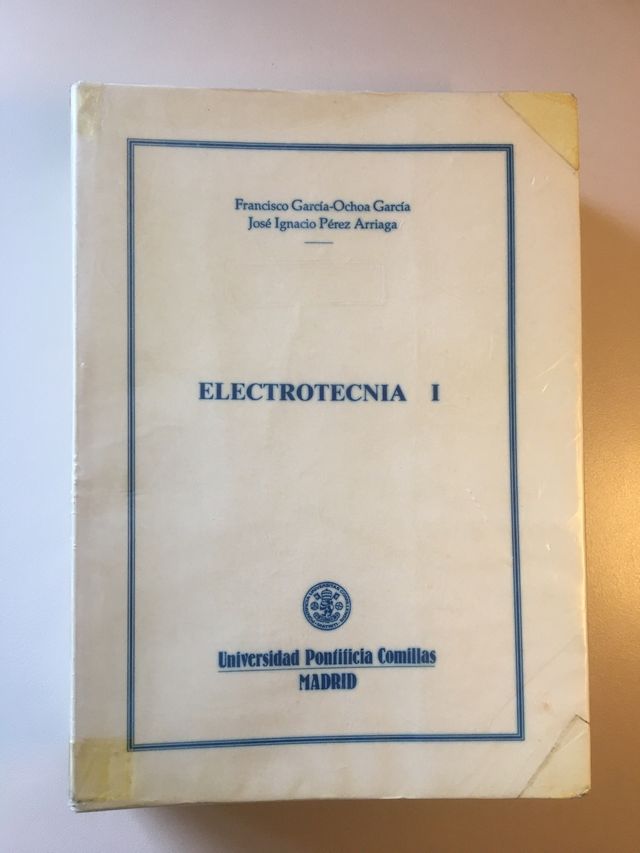 Francisco García-Ochoa García
José Ignacio Pérez Arriaga
ELECTROTECNIA I
Universidad Pontificia Comillas
MADRID